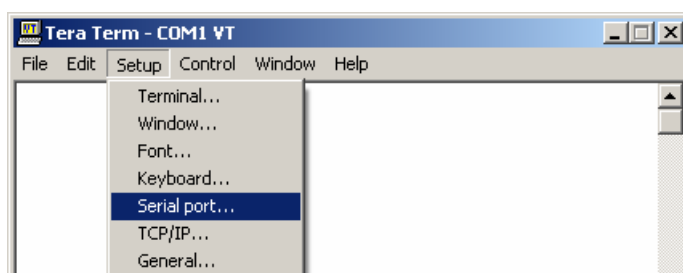 Tera Term - COM1 VT
File Edit Setup Control Window Help
Terminal...
Window...
Font...
Keyboard...
Serial port...
TCP/IP...
General...